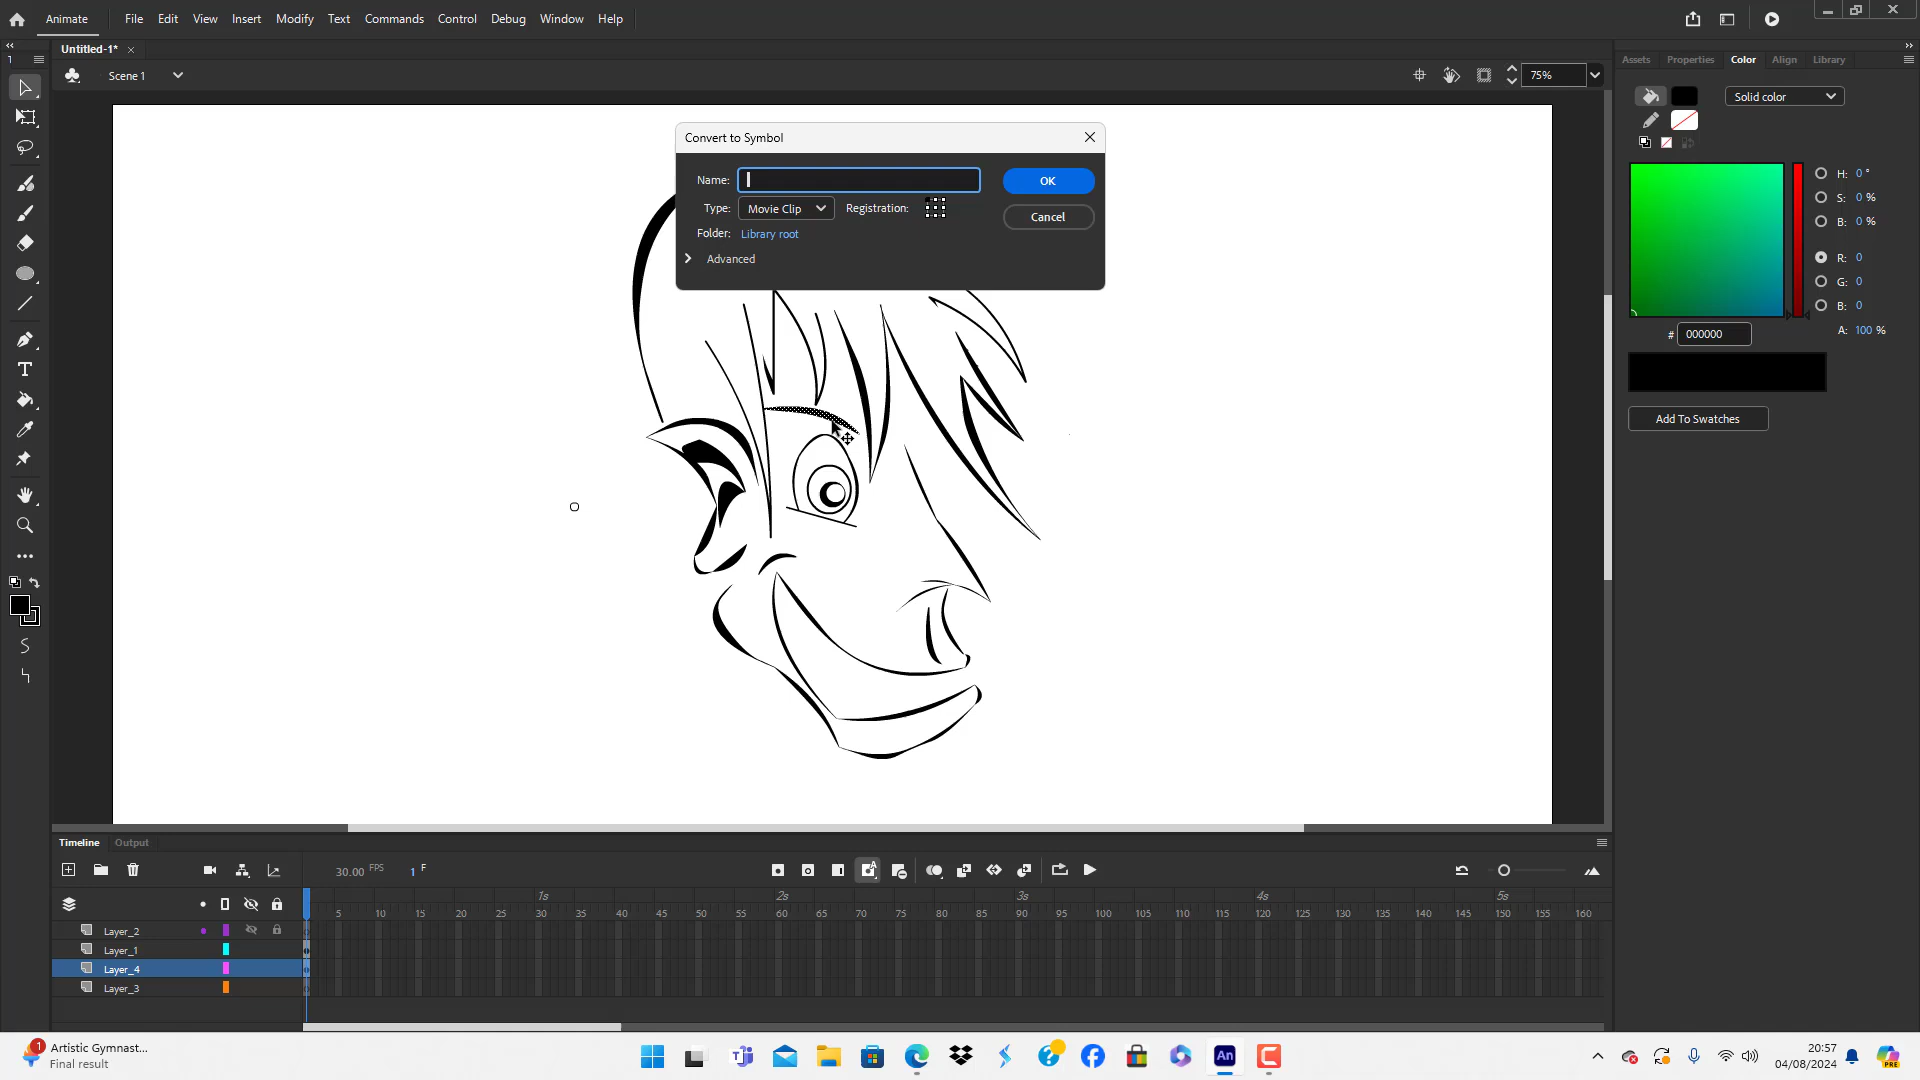 Animate File Edit View Insert Modify Text Commands Control Debug Window Help
Untitled-1*
Scene 1
75%
Assets Properties Color Align Library
Solid color
H: 0 °
S: 0 %
B: 0 %
R: 0
G: 0
B: 0
A: 100 %
# 000000
Add To Swatches
Convert to Symbol
Name:
OK
Type: Movie Clip Registration:
Cancel
Folder: Library root
Advanced
Timeline Output
30.00 FPS 1 F
1s 2s 3s 4s 5s
5 10 15 20 25 30 35 40 45 50 55 60 65 70 75 80 85 90 95 100 105 110 115 120 125 130 135 140 145 150 155 160
Layer_2
Layer_1
Layer_4
Layer_3
1
Artistic Gymnast...
Final result
An
20:57
04/08/2024
PRE